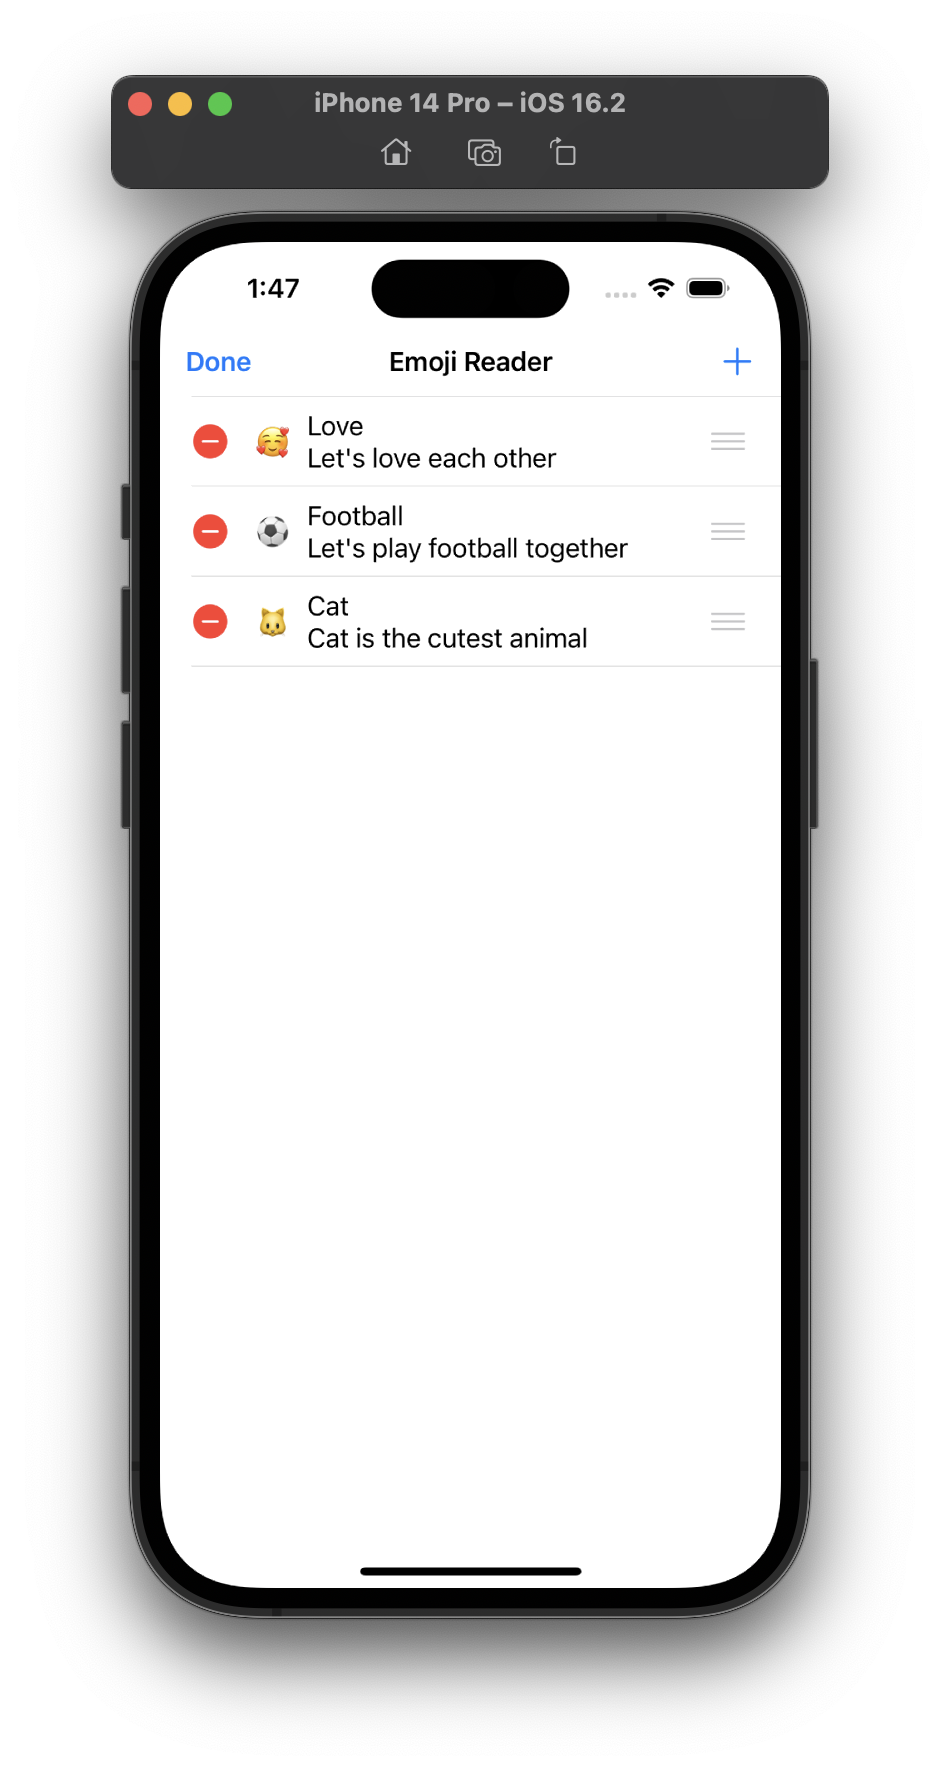 iPhone 14 Pro – iOS 16.2
1:47
Done
Emoji Reader
Love
Let's love each other
Football
Let's play football together
Cat
Cat is the cutest animal